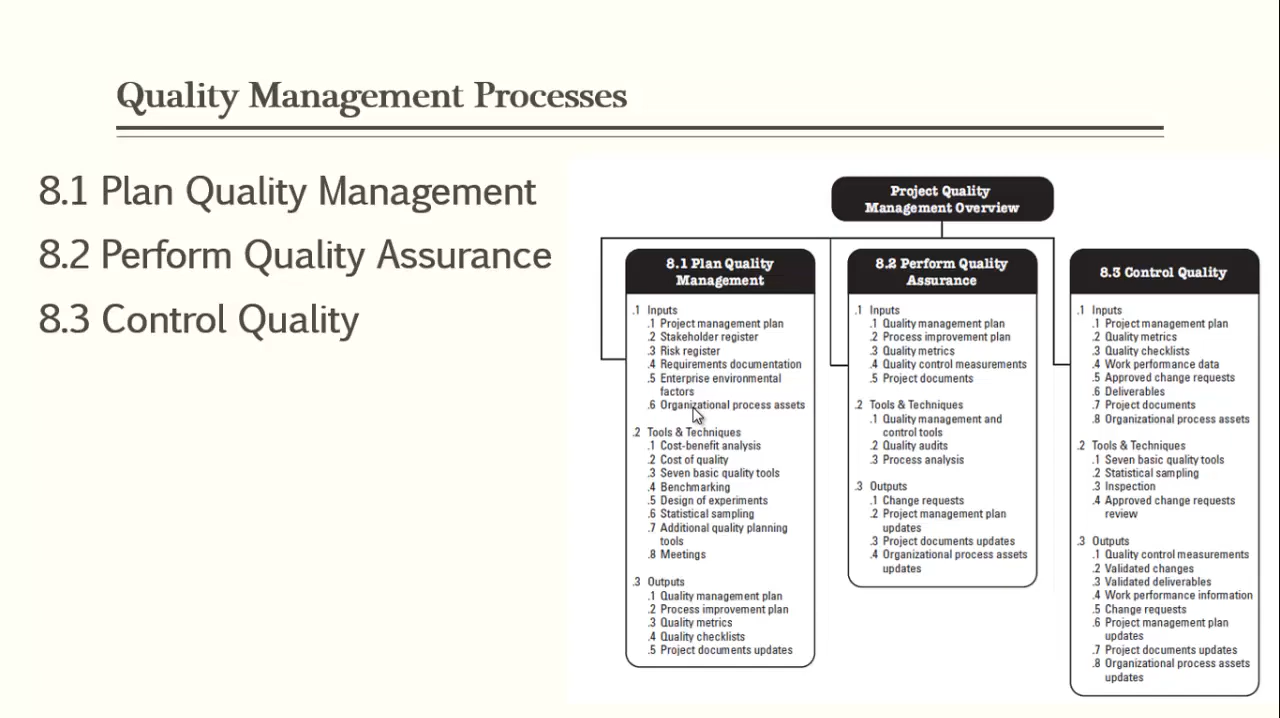 Quality Management Processes
8.1 Plan Quality Management
8.2 Perform Quality Assurance
8.3 Control Quality
Project Quality
Management Overview
8.1 Plan Quality
Management
.1 Inputs
.1 Project management plan
.2 Stakeholder register
.3 Risk register
.4 Requirements documentation
.5 Enterprise environmental
factors
.6 Organizational process assets
.2 Tools & Techniques
.1 Cost-benefit analysis
.2 Cost of quality
.3 Seven basic quality tools
.4 Benchmarking
.5 Design of experiments
.6 Statistical sampling
.7 Additional quality planning
tools
.8 Meetings
.3 Outputs
.1 Quality management plan
.2 Process improvement plan
.3 Quality metrics
.4 Quality checklists
.5 Project documents updates
8.2 Perform Quality
Assurance
.1 Inputs
.1 Quality management plan
.2 Process improvement plan
.3 Quality metrics
.4 Quality control measurements
.5 Project documents
.2 Tools & Techniques
.1 Quality management and
control tools
.2 Quality audits
.3 Process analysis
.3 Outputs
.1 Change requests
.2 Project management plan
updates
.3 Project documents updates
.4 Organizational process assets
updates
8.3 Control Quality
.1 Inputs
.1 Project management plan
.2 Quality metrics
.3 Quality checklists
.4 Work performance data
.5 Approved change requests
.6 Deliverables
.7 Project documents
.8 Organizational process assets
.2 Tools & Techniques
.1 Seven basic quality tools
.2 Statistical sampling
.3 Inspection
.4 Approved change requests
review
.3 Outputs
.1 Quality control measurements
.2 Validated changes
.3 Validated deliverables
.4 Work performance information
.5 Change requests
.6 Project management plan
updates
.7 Project documents updates
.8 Organizational process assets
updates